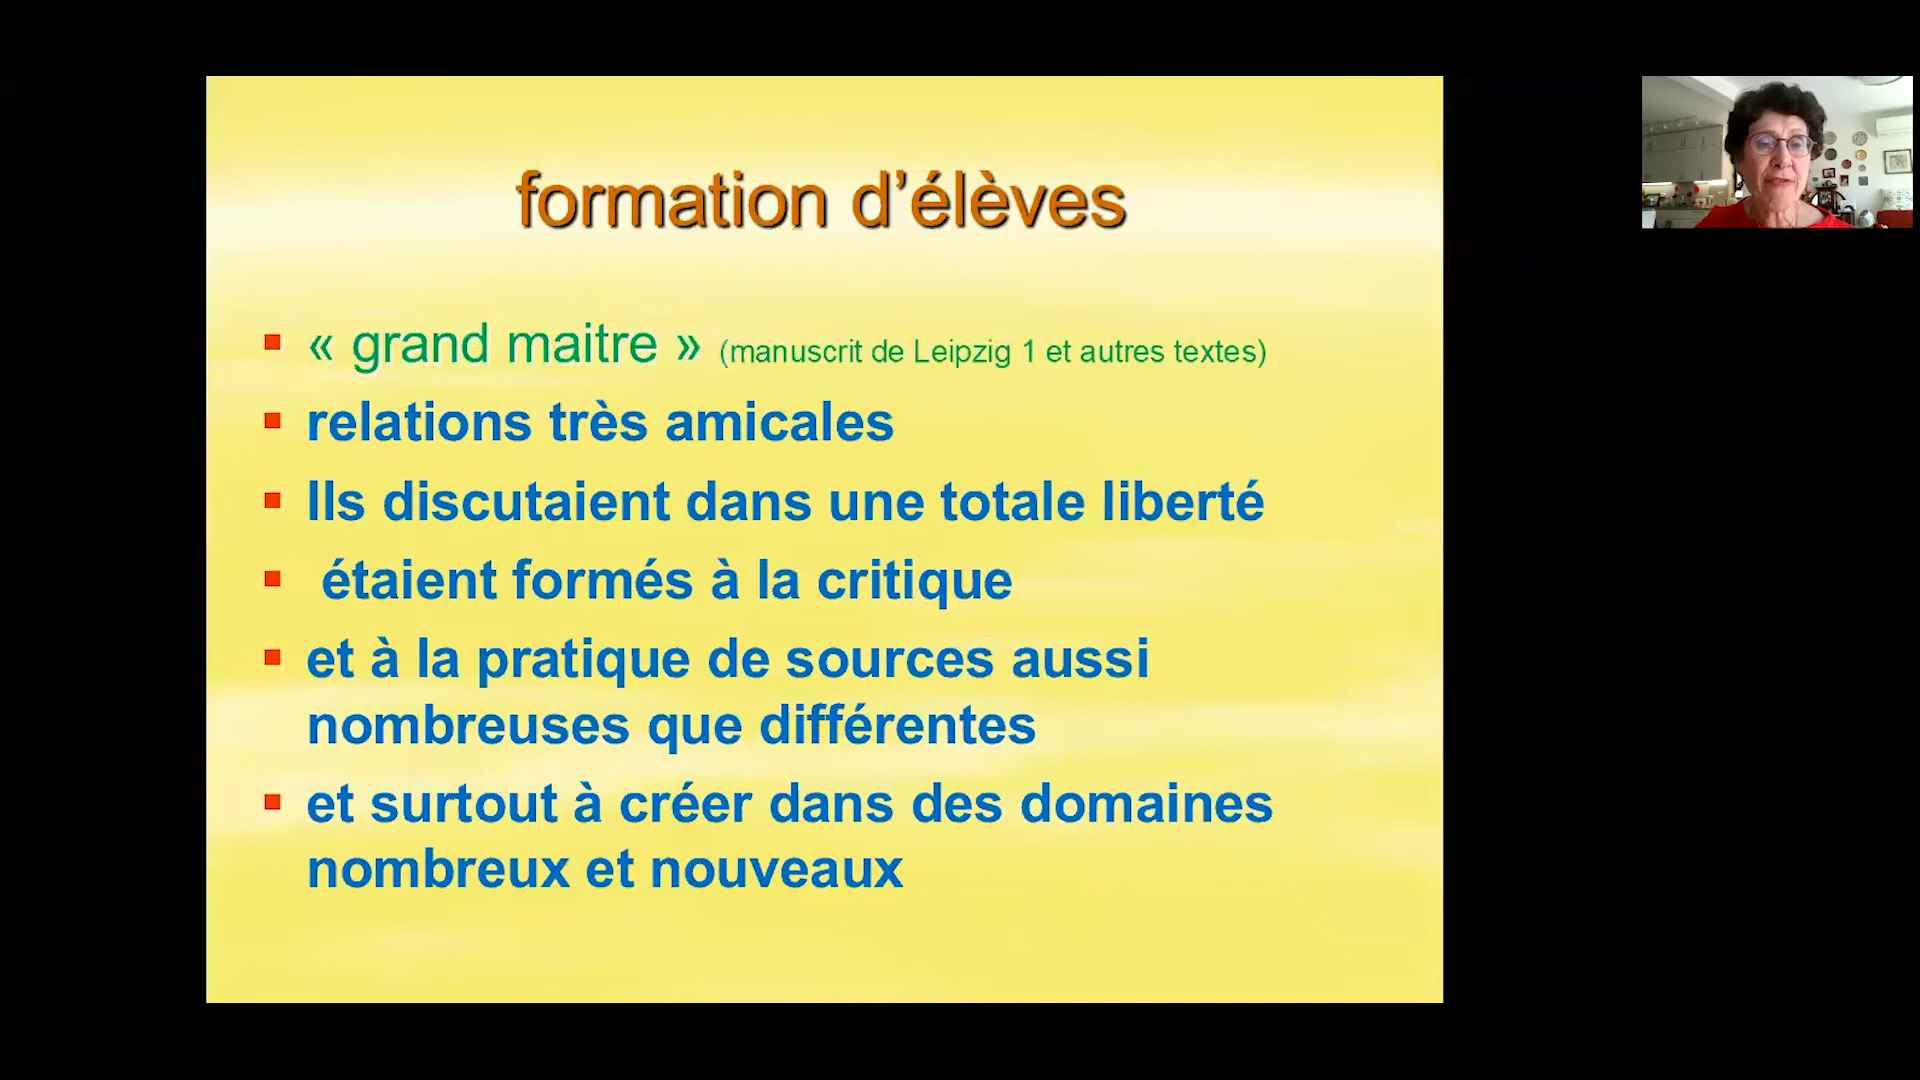 formation d’élèves
« grand maitre » (manuscrit de Leipzig 1 et autres textes)
relations très amicales
Ils discutaient dans une totale liberté
étaient formés à la critique
et à la pratique de sources aussi
nombreuses que différentes
et surtout à créer dans des domaines
nombreux et nouveaux